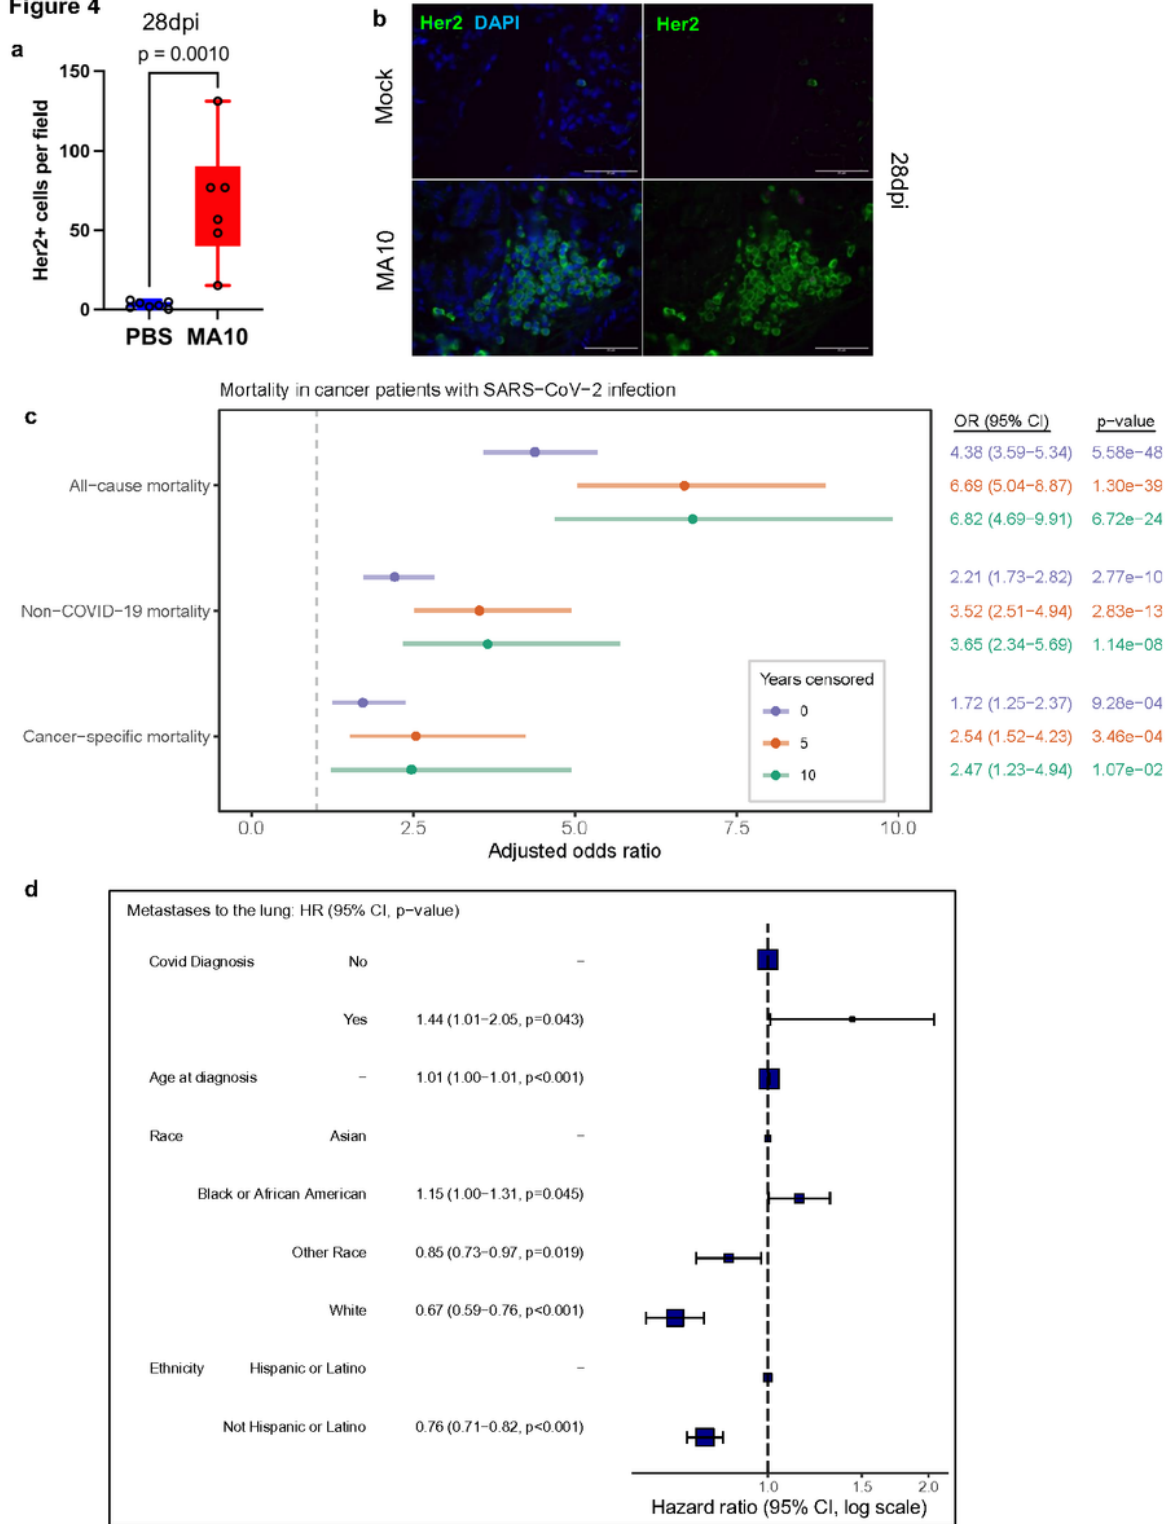 Figure 4
a
28dpi
p = 0.0010
Her2+ cells per field
150
100
50
0
PBS MA10
b
Her2 DAPI
Her2
Mock
MA10
28dpi
c
Mortality in cancer patients with SARS-CoV-2 infection
OR (95% CI) p-value
All-cause mortality
4.38 (3.59-5.34) 5.58e-48
6.69 (5.04-8.87) 1.30e-39
6.82 (4.69-9.91) 6.72e-24
Non-COVID-19 mortality
2.21 (1.73-2.82) 2.77e-10
3.52 (2.51-4.94) 2.83e-13
3.65 (2.34-5.69) 1.14e-08
Cancer-specific mortality
1.72 (1.25-2.37) 9.28e-04
2.54 (1.52-4.23) 3.46e-04
2.47 (1.23-4.94) 1.07e-02
Years censored
0
5
10
0.0 2.5 5.0 7.5 10.0
Adjusted odds ratio
d
Metastases to the lung: HR (95% CI, p-value)
Covid Diagnosis No -
Yes 1.44 (1.01-2.05, p=0.043)
Age at diagnosis - 1.01 (1.00-1.01, p<0.001)
Race Asian -
Black or African American 1.15 (1.00-1.31, p=0.045)
Other Race 0.85 (0.73-0.97, p=0.019)
White 0.67 (0.59-0.76, p<0.001)
Ethnicity Hispanic or Latino -
Not Hispanic or Latino 0.76 (0.71-0.82, p<0.001)
1.0 1.5 2.0
Hazard ratio (95% CI, log scale)